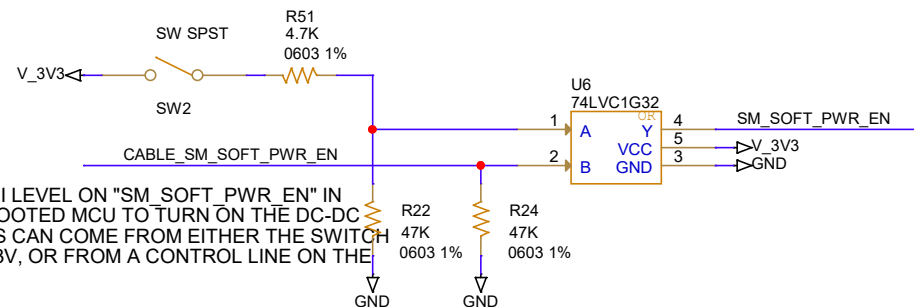 R51
4.7K
0603 1%
SW SPST
V_3V3
SW2
U6
74LVC1G32
OR
1 A
Y 4
SM_SOFT_PWR_EN
VCC 5
V_3V3
2 B
GND 3
GND
CABLE_SM_SOFT_PWR_EN
I LEVEL ON "SM_SOFT_PWR_EN" IN
OOTED MCU TO TURN ON THE DC-DC
S CAN COME FROM EITHER THE SWITCH
3V, OR FROM A CONTROL LINE ON THE
R22
47K
0603 1%
R24
47K
0603 1%
GND
GND